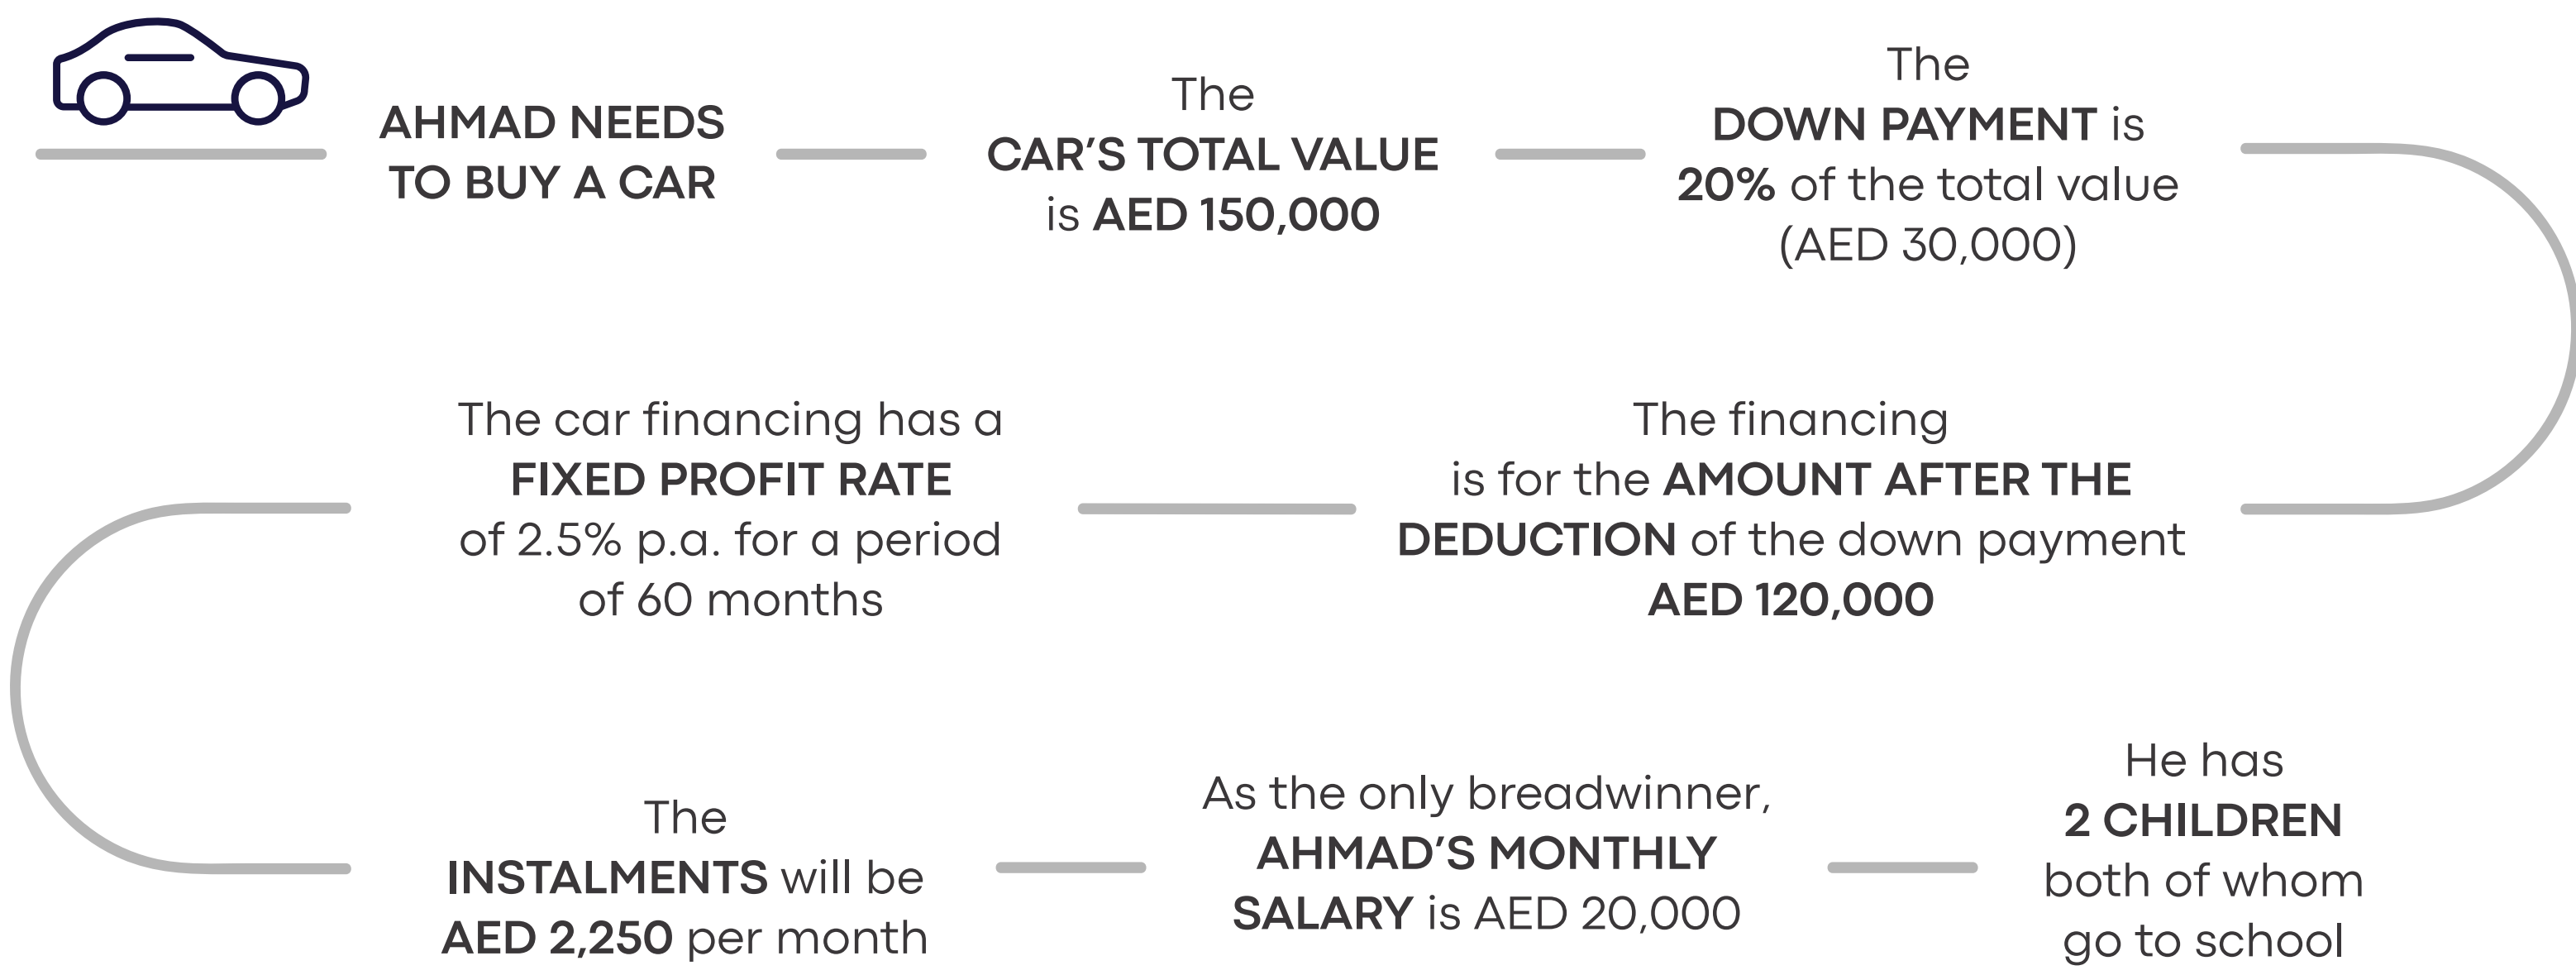 AHMAD NEEDS
TO BUY A CAR
The
CAR'S TOTAL VALUE
is AED 150,000
The
DOWN PAYMENT is
20% of the total value
(AED 30,000)
The financing
is for the AMOUNT AFTER THE
DEDUCTION of the down payment
AED 120,000
The car financing has a
FIXED PROFIT RATE
of 2.5% p.a. for a period
of 60 months
The
INSTALMENTS will be
AED 2,250 per month
As the only breadwinner,
AHMAD'S MONTHLY
SALARY is AED 20,000
He has
2 CHILDREN
both of whom
go to school